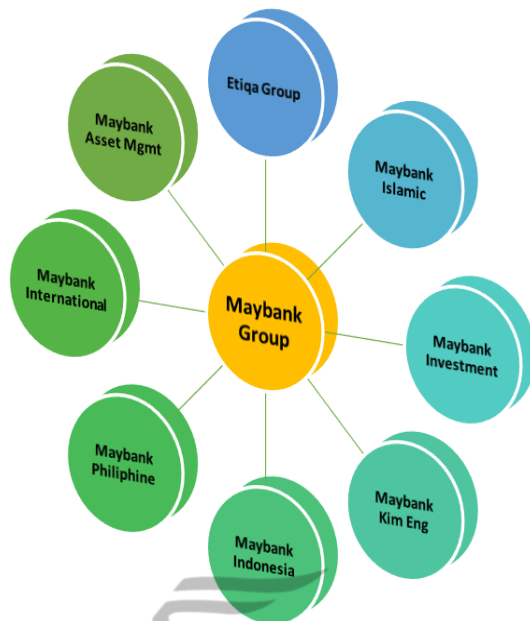 Etiqa Group
Maybank
Asset Mgmt
Maybank
Islamic
Maybank
International
Maybank
Group
Maybank
Investment
Maybank
Philiphine
Maybank
Kim Eng
Maybank
Indonesia